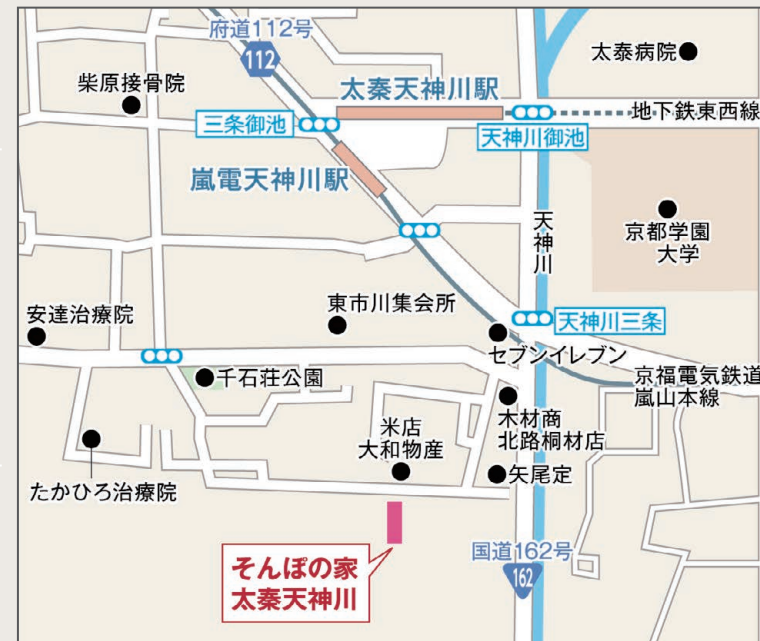 府道112号
112
太泰病院
柴原接骨院
太秦天神川駅
地下鉄東西線
三条御池
天神川御池
嵐電天神川駅
天神川
京都学園
大学
東市川集会所
安達治療院
天神川三条
セブンイレブン
京福電気鉄道
嵐山本線
千石荘公園
木材商
北路桐材店
米店
大和物産
矢尾定
たかひろ治療院
そんぽの家
太秦天神川
国道162号
162